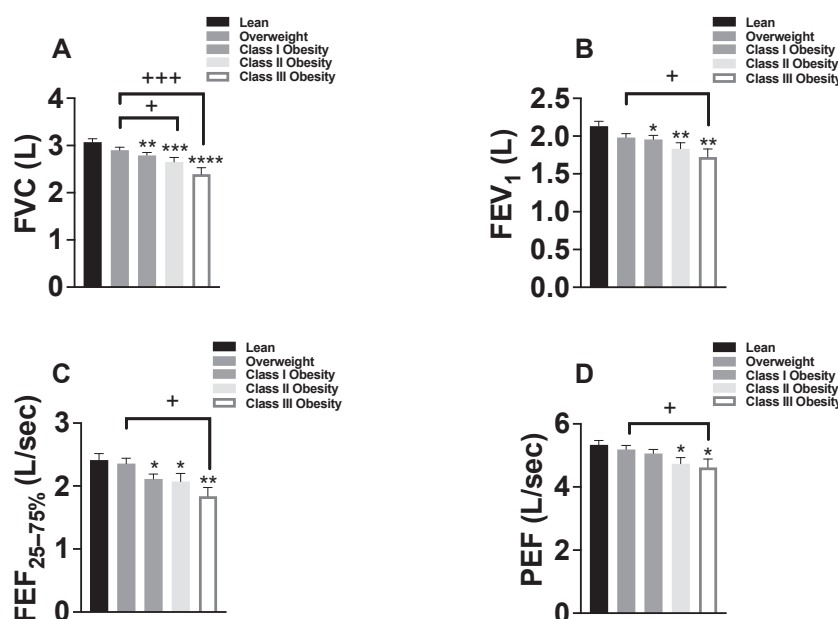 A
Lean
Overweight
Class I Obesity
Class II Obesity
Class III Obesity
+++
+
** *** ****
FVC (L)
4
3
2
1
0
B
Lean
Overweight
Class I Obesity
Class II Obesity
Class III Obesity
+
* ** **
FEV1 (L)
2.5
2.0
1.5
1.0
0.5
0.0
C
Lean
Overweight
Class I Obesity
Class II Obesity
Class III Obesity
+
* * **
FEF25–75% (L/sec)
3
2
1
0
D
Lean
Overweight
Class I Obesity
Class II Obesity
Class III Obesity
+
* *
PEF (L/sec)
6
4
2
0